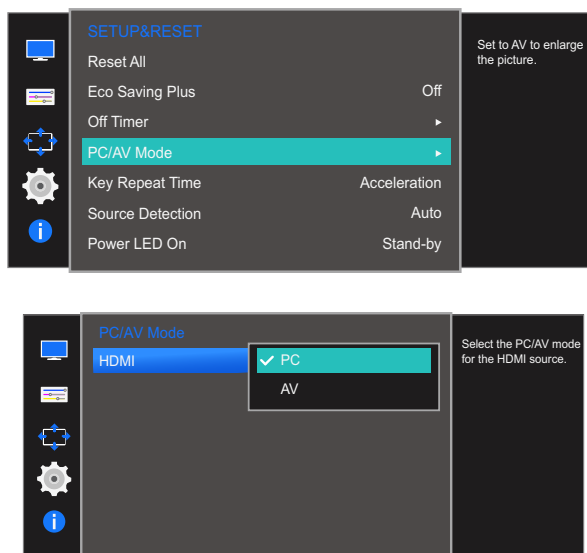 SETUP&RESET
Reset All
Eco Saving Plus Off
Off Timer
PC/AV Mode
Key Repeat Time Acceleration
Source Detection Auto
Power LED On Stand-by
Set to AV to enlarge
the picture.
PC/AV Mode
HDMI
PC
AV
Select the PC/AV mode
for the HDMI source.